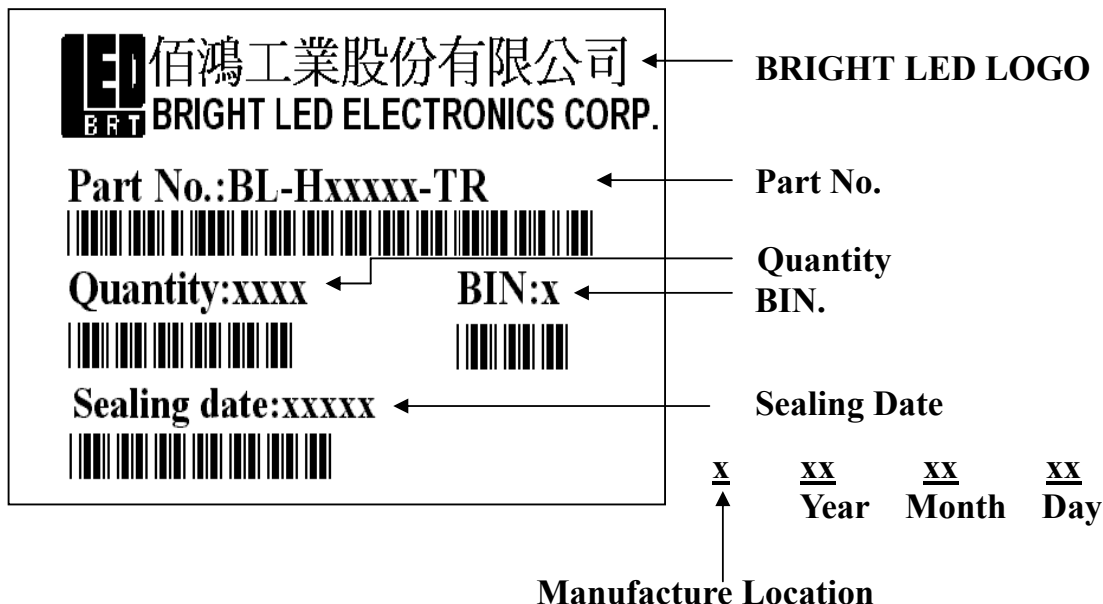 LED 佰鴻工業股份有限公司 BRIGHT LED LOGO
BRT BRIGHT LED ELECTRONICS CORP.
Part No.:BL-Hxxxxx-TR Part No.
Quantity
Quantity:xxxx BIN:x BIN.
Sealing date:xxxxx Sealing Date
x xx xx xx
Year Month Day
Manufacture Location